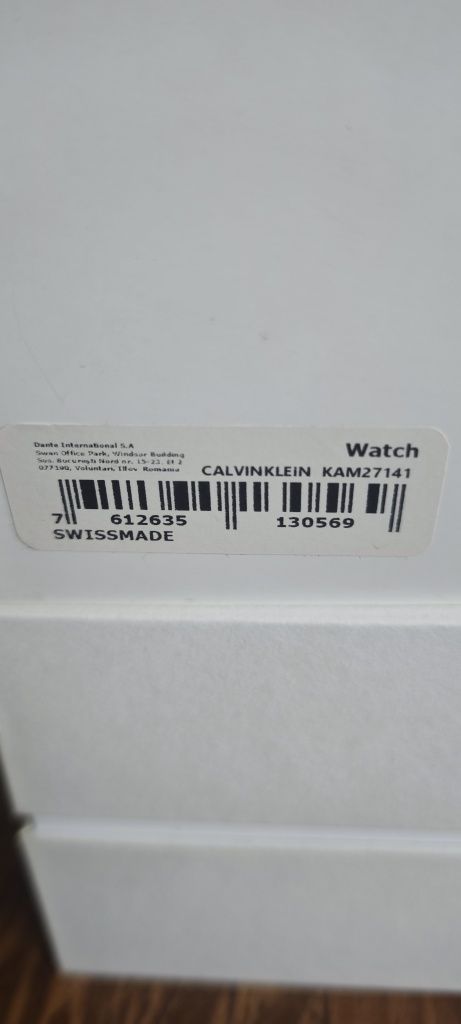 Dante International S.A
Swan Office Park, Windsor Building
Sos. București Nord nr. 15-23, Et 2
077190, Voluntari, Ilfov Romania
Watch
CALVINKLEIN KAM27141
7 612635 130569
SWISSMADE